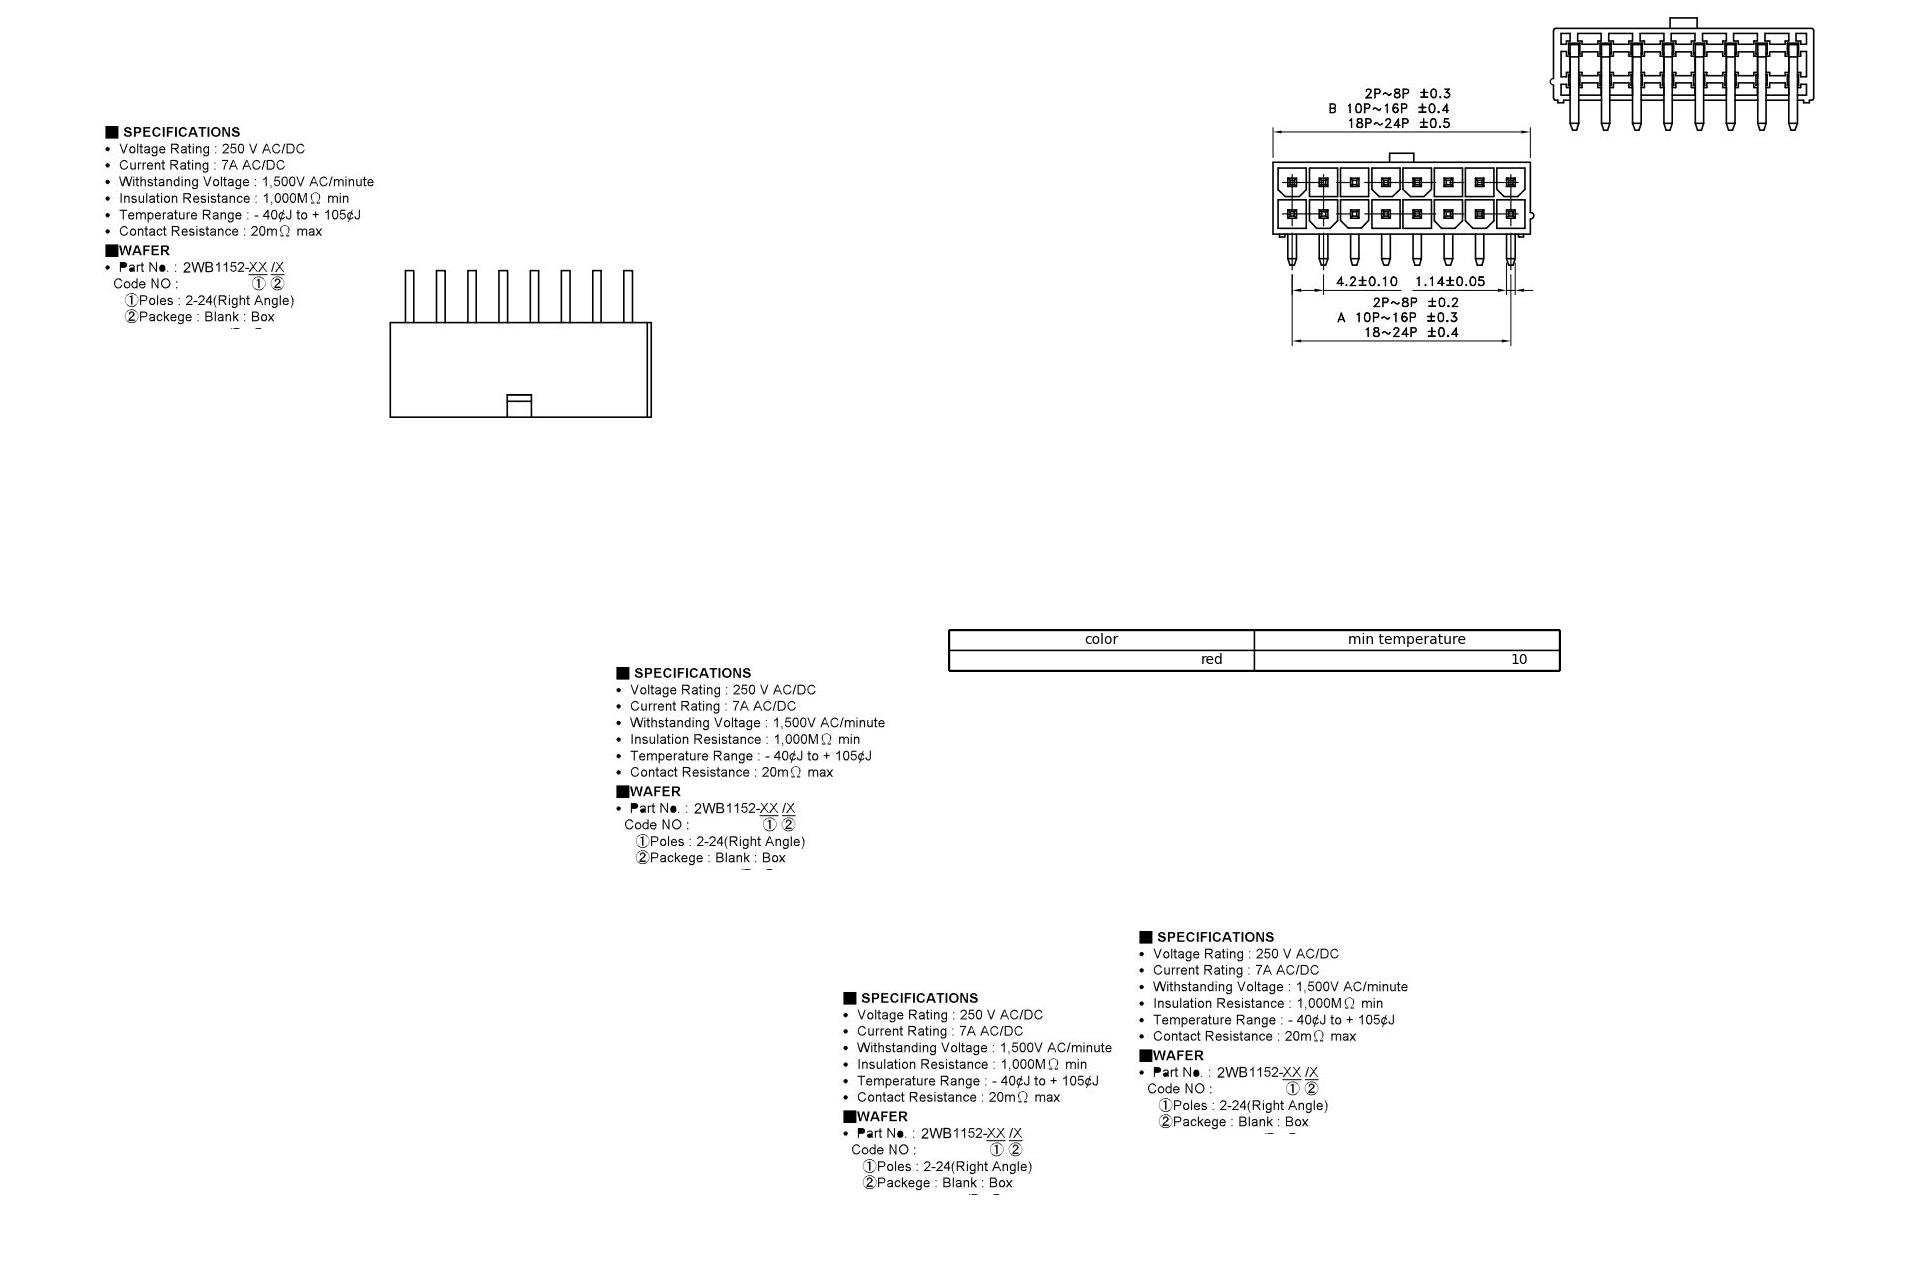 2P~8P ±0.3
B 10P~16P ±0.4
18P~24P ±0.5
■ SPECIFICATIONS
• Voltage Rating : 250 V AC/DC
• Current Rating : 7A AC/DC
• Withstanding Voltage : 1,500V AC/minute
• Insulation Resistance : 1,000MΩ min
• Temperature Range : - 40¢J to + 105¢J
• Contact Resistance : 20mΩ max
■WAFER
• Part No. : 2WB1152-XX /X
Code NO : ① ②
①Poles : 2-24(Right Angle)
②Packege : Blank : Box
4.2±0.10 1.14±0.05
2P~8P ±0.2
A 10P~16P ±0.3
18~24P ±0.4
color min temperature
red 10
■ SPECIFICATIONS
• Voltage Rating : 250 V AC/DC
• Current Rating : 7A AC/DC
• Withstanding Voltage : 1,500V AC/minute
• Insulation Resistance : 1,000MΩ min
• Temperature Range : - 40¢J to + 105¢J
• Contact Resistance : 20mΩ max
■WAFER
• Part No. : 2WB1152-XX /X
Code NO : ① ②
①Poles : 2-24(Right Angle)
②Packege : Blank : Box
■ SPECIFICATIONS
• Voltage Rating : 250 V AC/DC
• Current Rating : 7A AC/DC
• Withstanding Voltage : 1,500V AC/minute
• Insulation Resistance : 1,000MΩ min
• Temperature Range : - 40¢J to + 105¢J
• Contact Resistance : 20mΩ max
■WAFER
• Part No. : 2WB1152-XX /X
Code NO : ① ②
①Poles : 2-24(Right Angle)
②Packege : Blank : Box
■ SPECIFICATIONS
• Voltage Rating : 250 V AC/DC
• Current Rating : 7A AC/DC
• Withstanding Voltage : 1,500V AC/minute
• Insulation Resistance : 1,000MΩ min
• Temperature Range : - 40¢J to + 105¢J
• Contact Resistance : 20mΩ max
■WAFER
• Part No. : 2WB1152-XX /X
Code NO : ① ②
①Poles : 2-24(Right Angle)
②Packege : Blank : Box